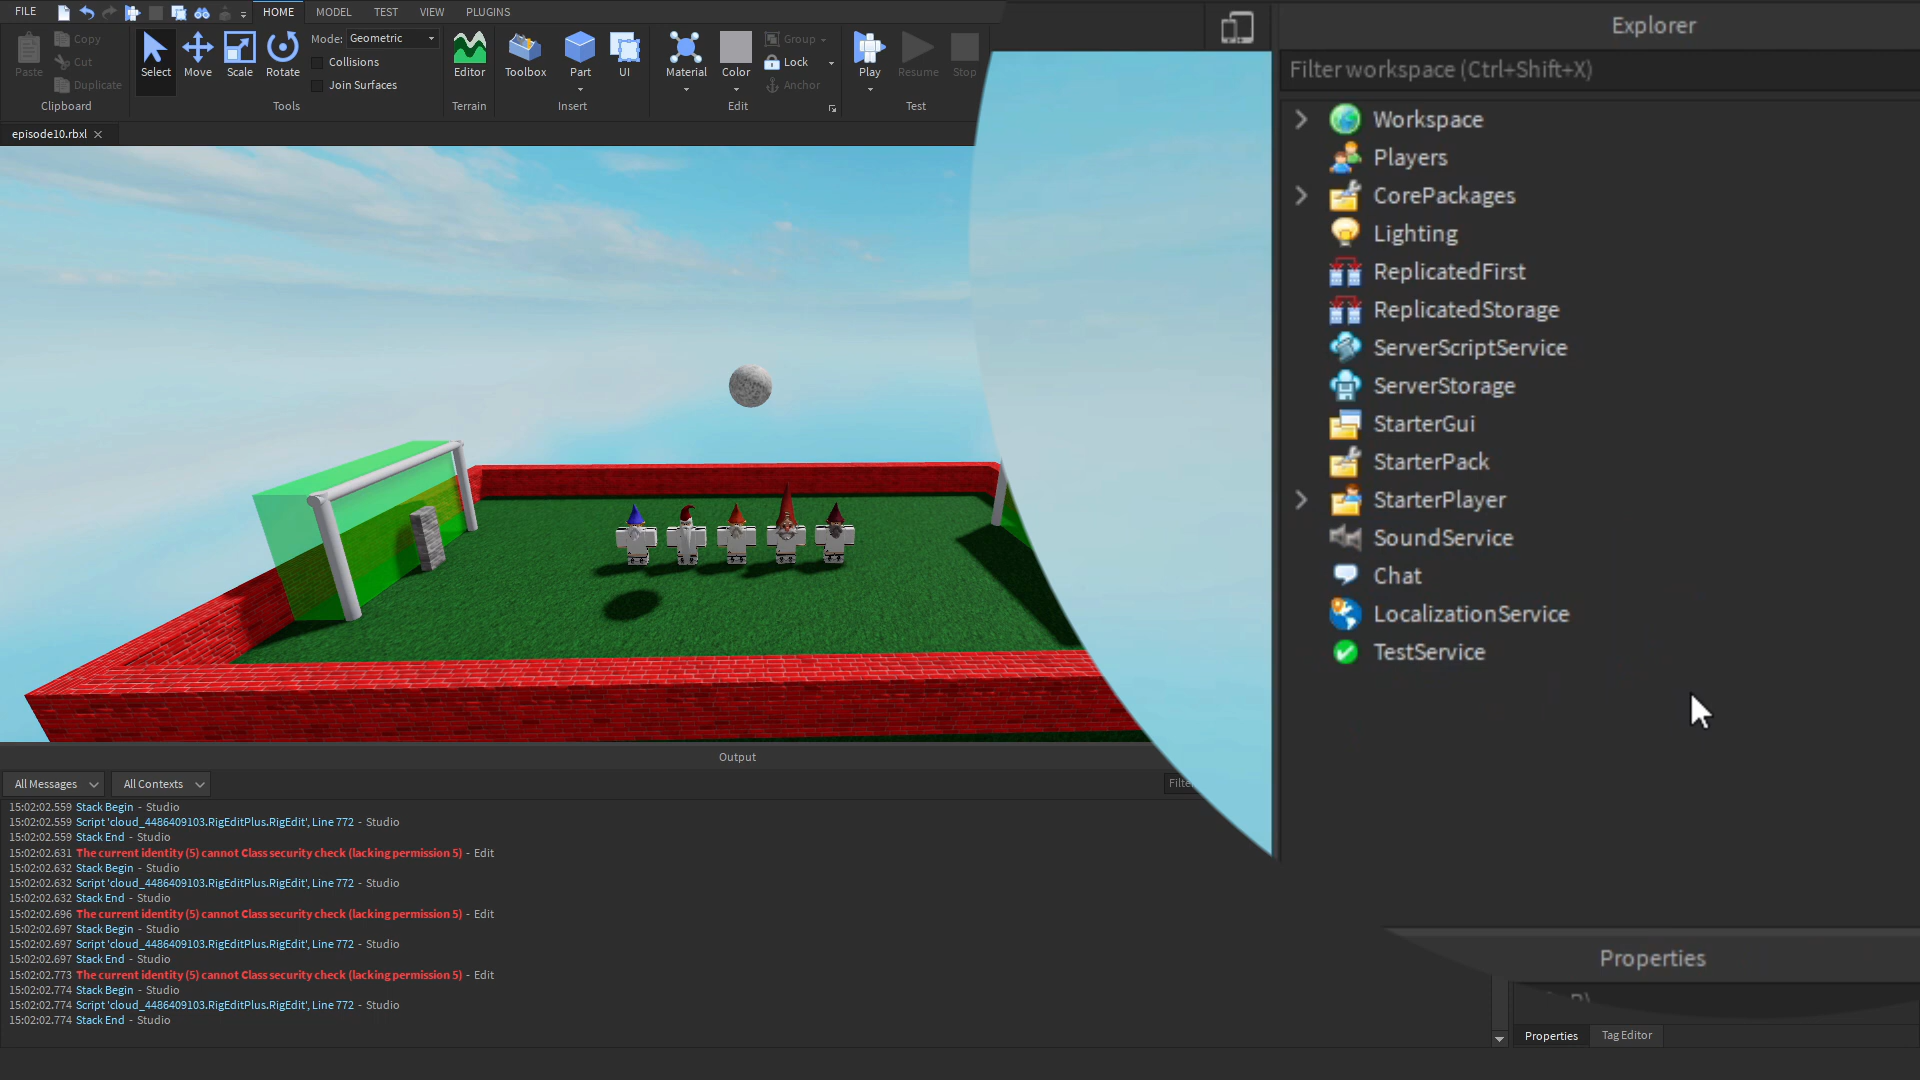 FILE HOME MODEL TEST VIEW PLUGINS
Paste Copy Cut Duplicate
Clipboard
Select Move Scale Rotate
Mode: Geometric
Collisions
Join Surfaces
Tools
Editor
Terrain
Toolbox Part UI
Insert
Material Color
Group
Lock
Anchor
Edit
Play Resume Stop
Test
episode10.rbxl
Explorer
Filter workspace (Ctrl+Shift+X)
Workspace
Players
CorePackages
Lighting
ReplicatedFirst
ReplicatedStorage
ServerScriptService
ServerStorage
StarterGui
StarterPack
StarterPlayer
SoundService
Chat
LocalizationService
TestService
Output
All Messages All Contexts
15:02:02.559 Stack Begin - Studio
15:02:02.559 Script 'cloud_4486409103.RigEditPlus.RigEdit', Line 772 - Studio
15:02:02.559 Stack End - Studio
15:02:02.631 The current identity (5) cannot Class security check (lacking permission 5) - Edit
15:02:02.632 Stack Begin - Studio
15:02:02.632 Script 'cloud_4486409103.RigEditPlus.RigEdit', Line 772 - Studio
15:02:02.632 Stack End - Studio
15:02:02.696 The current identity (5) cannot Class security check (lacking permission 5) - Edit
15:02:02.697 Stack Begin - Studio
15:02:02.697 Script 'cloud_4486409103.RigEditPlus.RigEdit', Line 772 - Studio
15:02:02.697 Stack End - Studio
15:02:02.773 The current identity (5) cannot Class security check (lacking permission 5) - Edit
15:02:02.774 Stack Begin - Studio
15:02:02.774 Script 'cloud_4486409103.RigEditPlus.RigEdit', Line 772 - Studio
15:02:02.774 Stack End - Studio
Properties
Properties Tag Editor